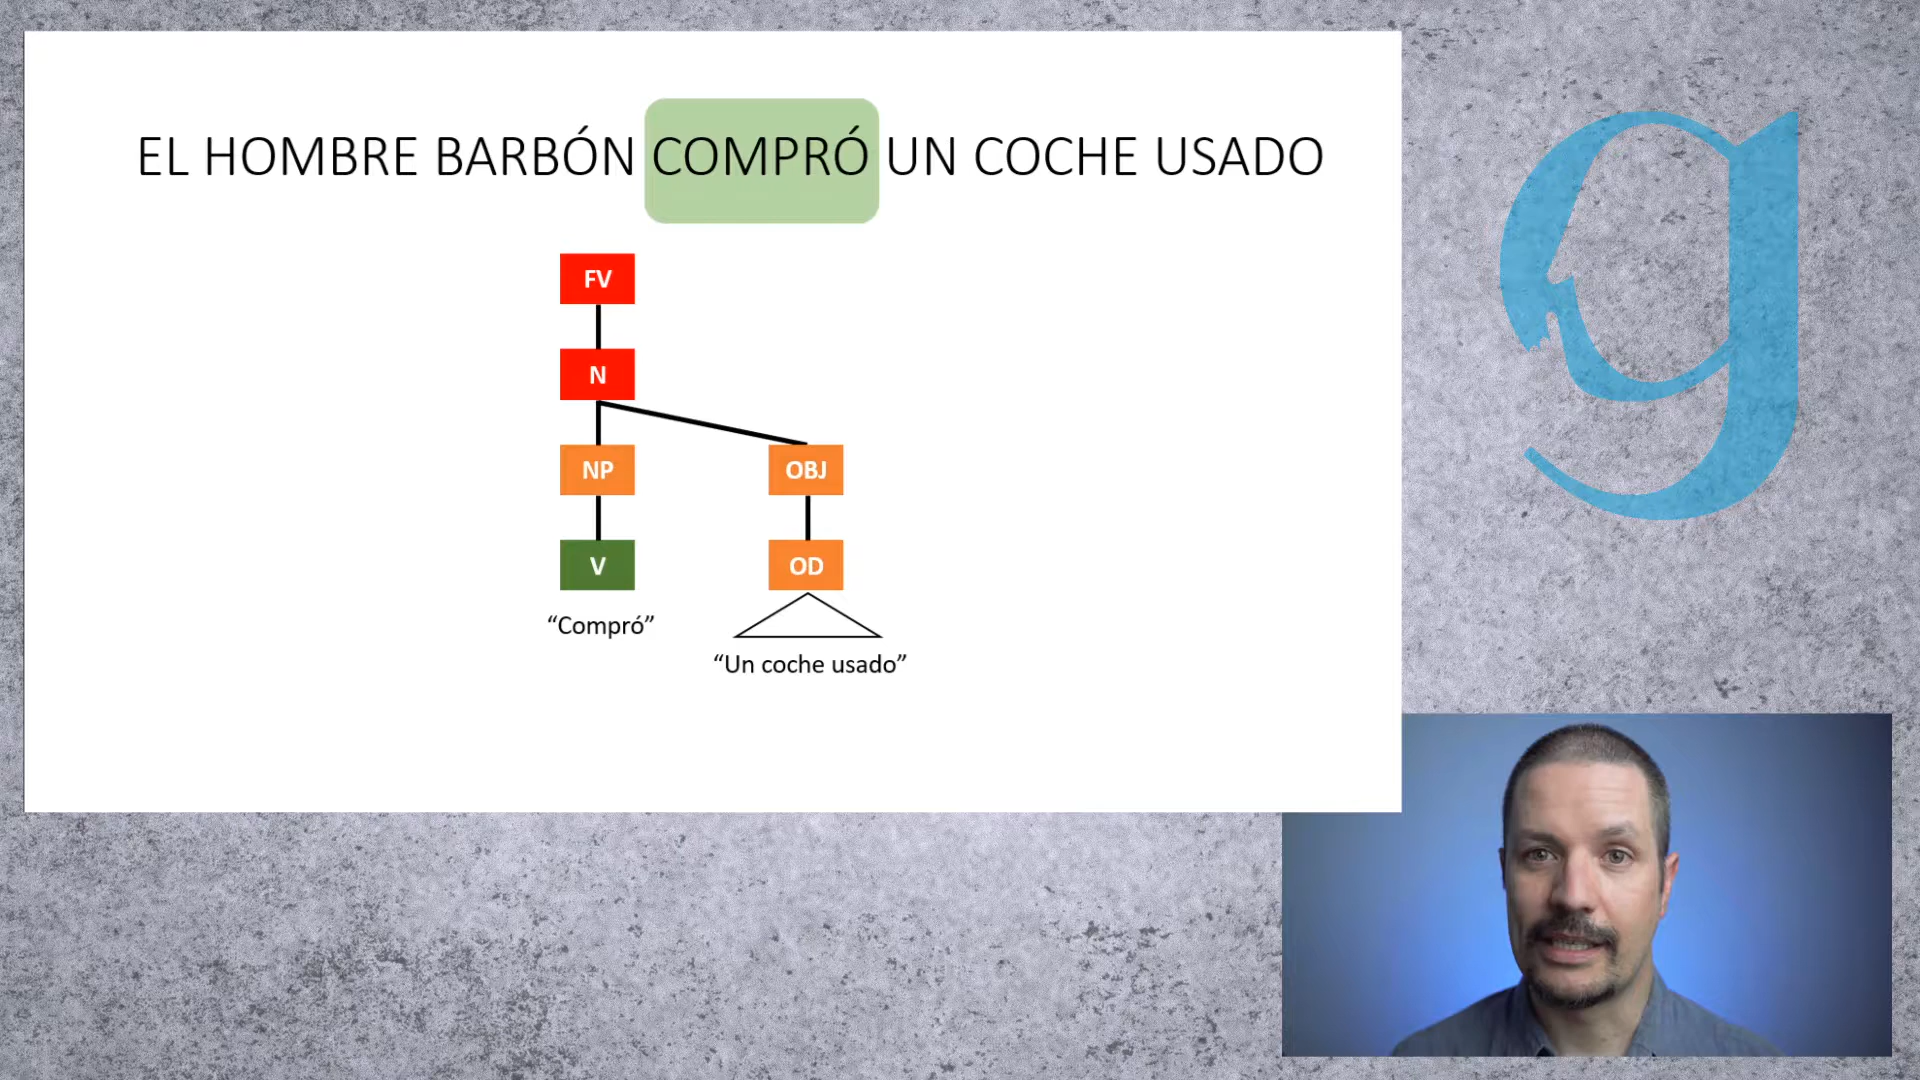 EL HOMBRE BARBÓN COMPRÓ UN COCHE USADO
FV
N
NP OBJ
V OD
“Compró”
“Un coche usado”
g